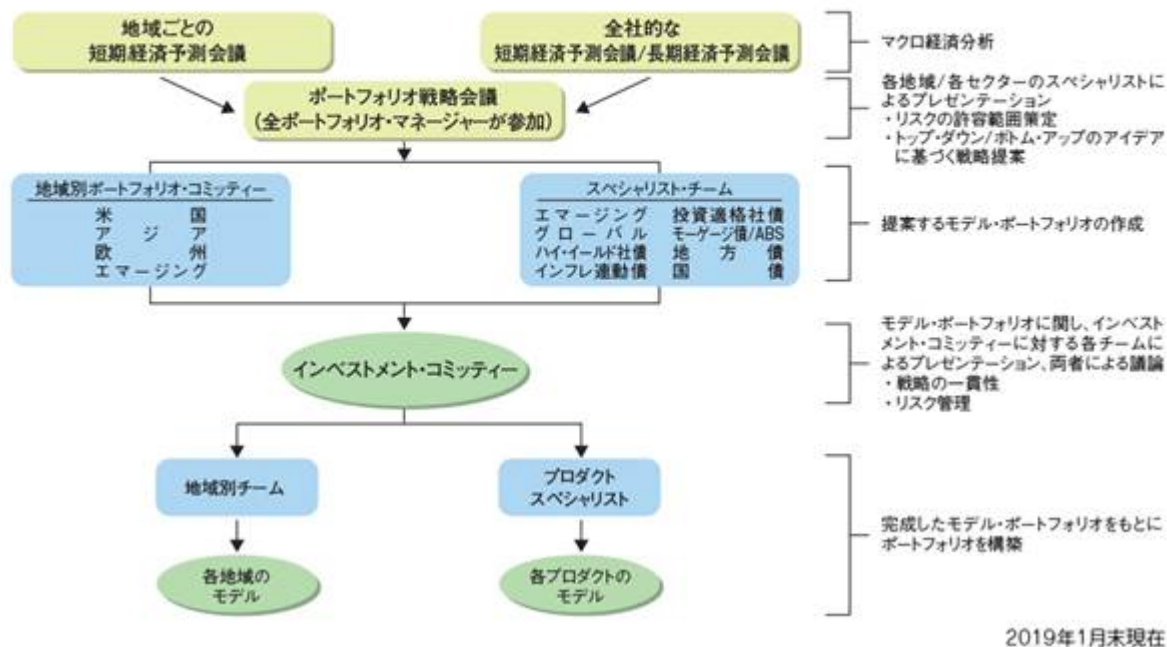 地域ごとの
短期経済予測会議
全社的な
短期経済予測会議/長期経済予測会議
マクロ経済分析
ポートフォリオ戦略会議
(全ポートフォリオ・マネージャーが参加)
各地域/各セクターのスペシャリストに
よるプレゼンテーション
・リスクの許容範囲策定
・トップ・ダウン/ボトム・アップのアイデア
に基づく戦略提案
地域別ポートフォリオ・コミッティー
米国
アジア
欧州
エマージング
スペシャリスト・チーム
エマージング 投資適格社債
グローバル モーゲージ債/ABS
ハイ・イールド社債 地方債
インフレ連動債 国債
提案するモデル・ポートフォリオの作成
インベストメント・コミッティー
モデル・ポートフォリオに関し、インベスト
メント・コミッティーに対する各チームに
よるプレゼンテーション、両者による議論
・戦略の一貫性
・リスク管理
地域別チーム
プロダクト
スペシャリスト
各地域の
モデル
各プロダクトの
モデル
完成したモデル・ポートフォリオをもとに
ポートフォリオを構築
2019年1月末現在